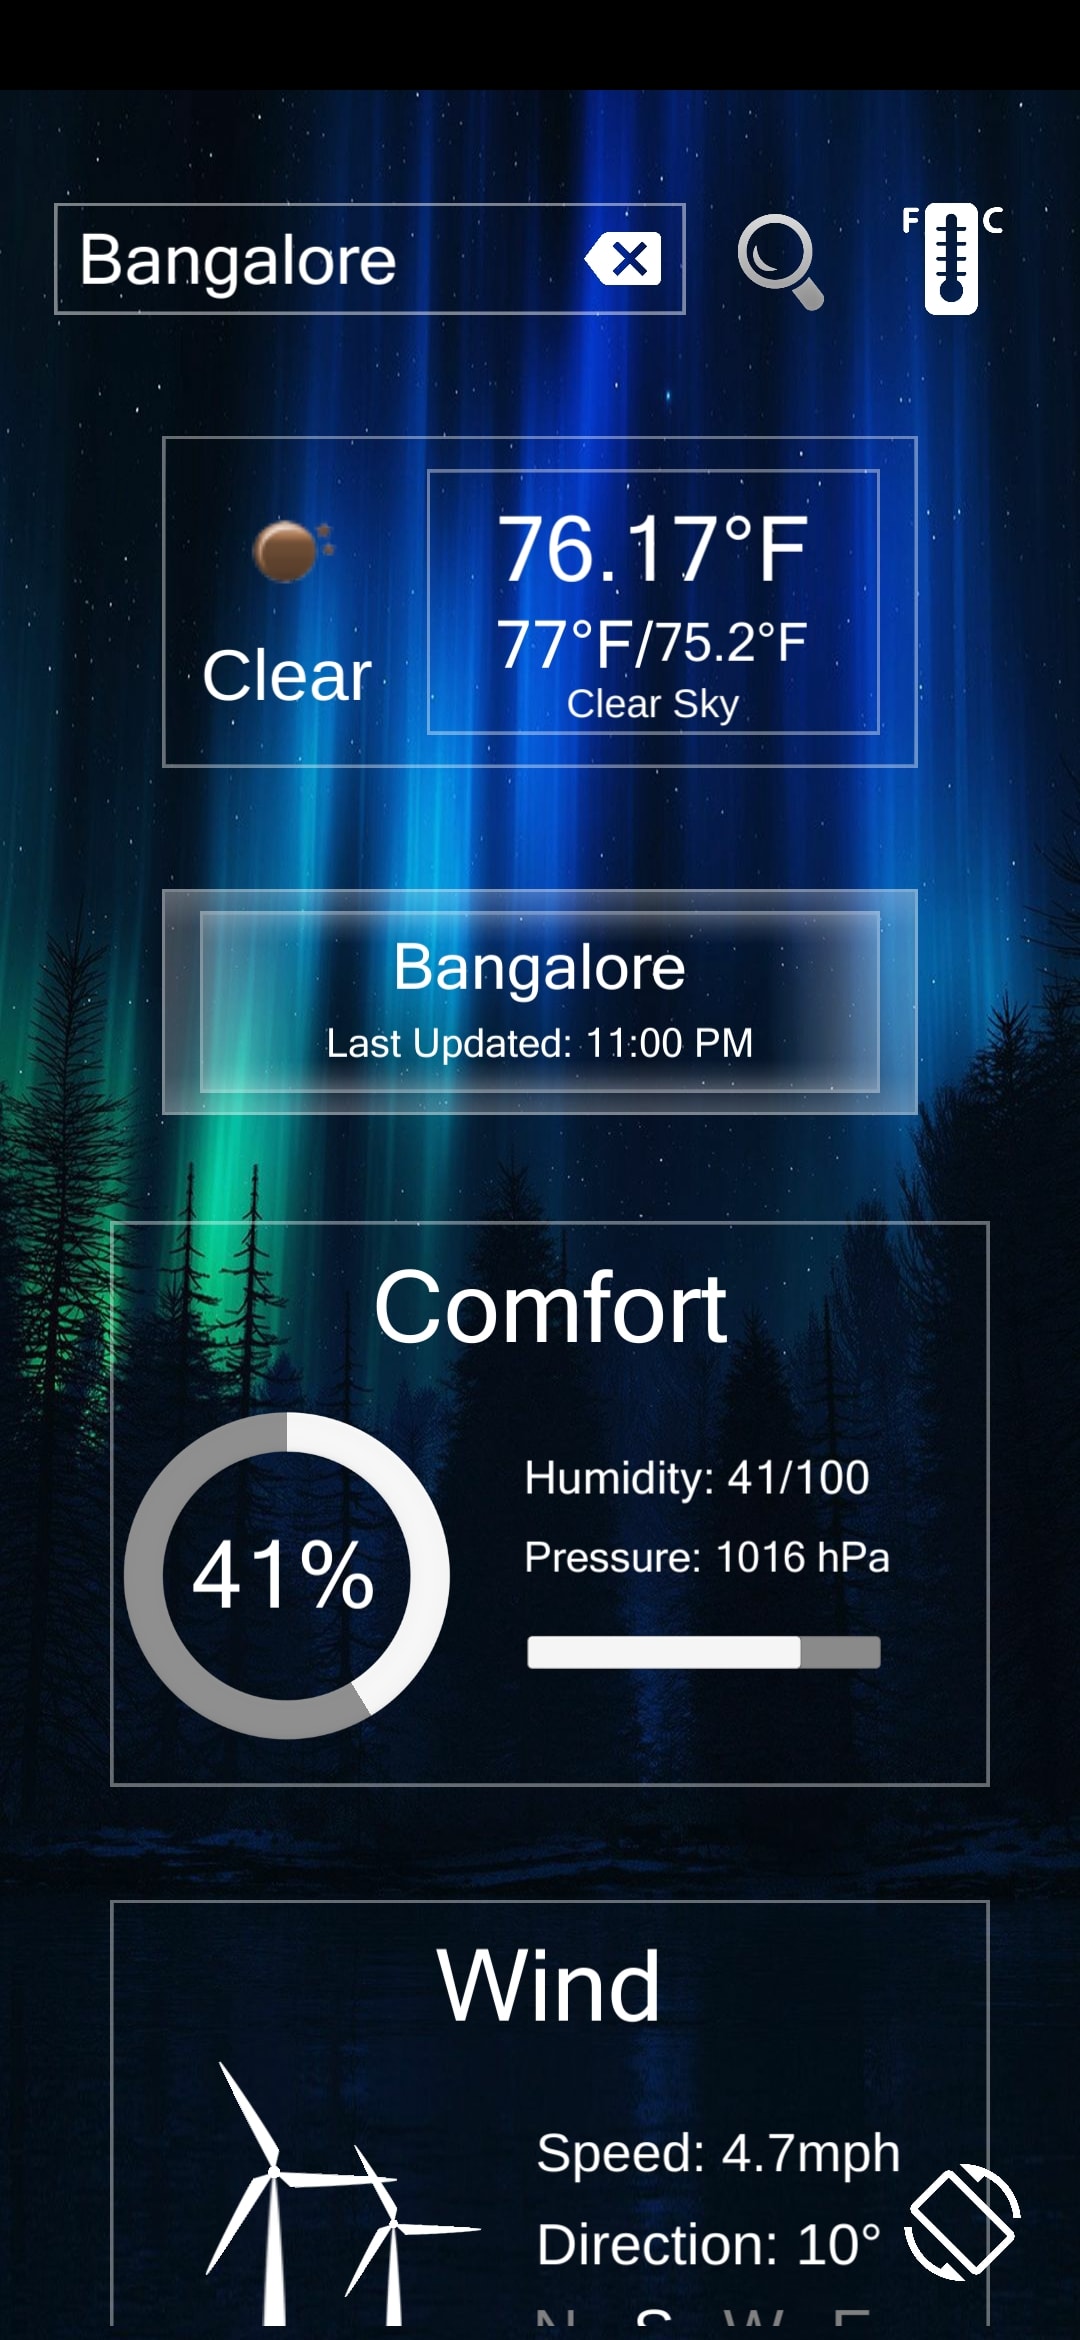 Bangalore
F C
Clear
76.17°F
77°F/75.2°F
Clear Sky
Bangalore
Last Updated: 11:00 PM
Comfort
41%
Humidity: 41/100
Pressure: 1016 hPa
Wind
Speed: 4.7mph
Direction: 10°
N S W E